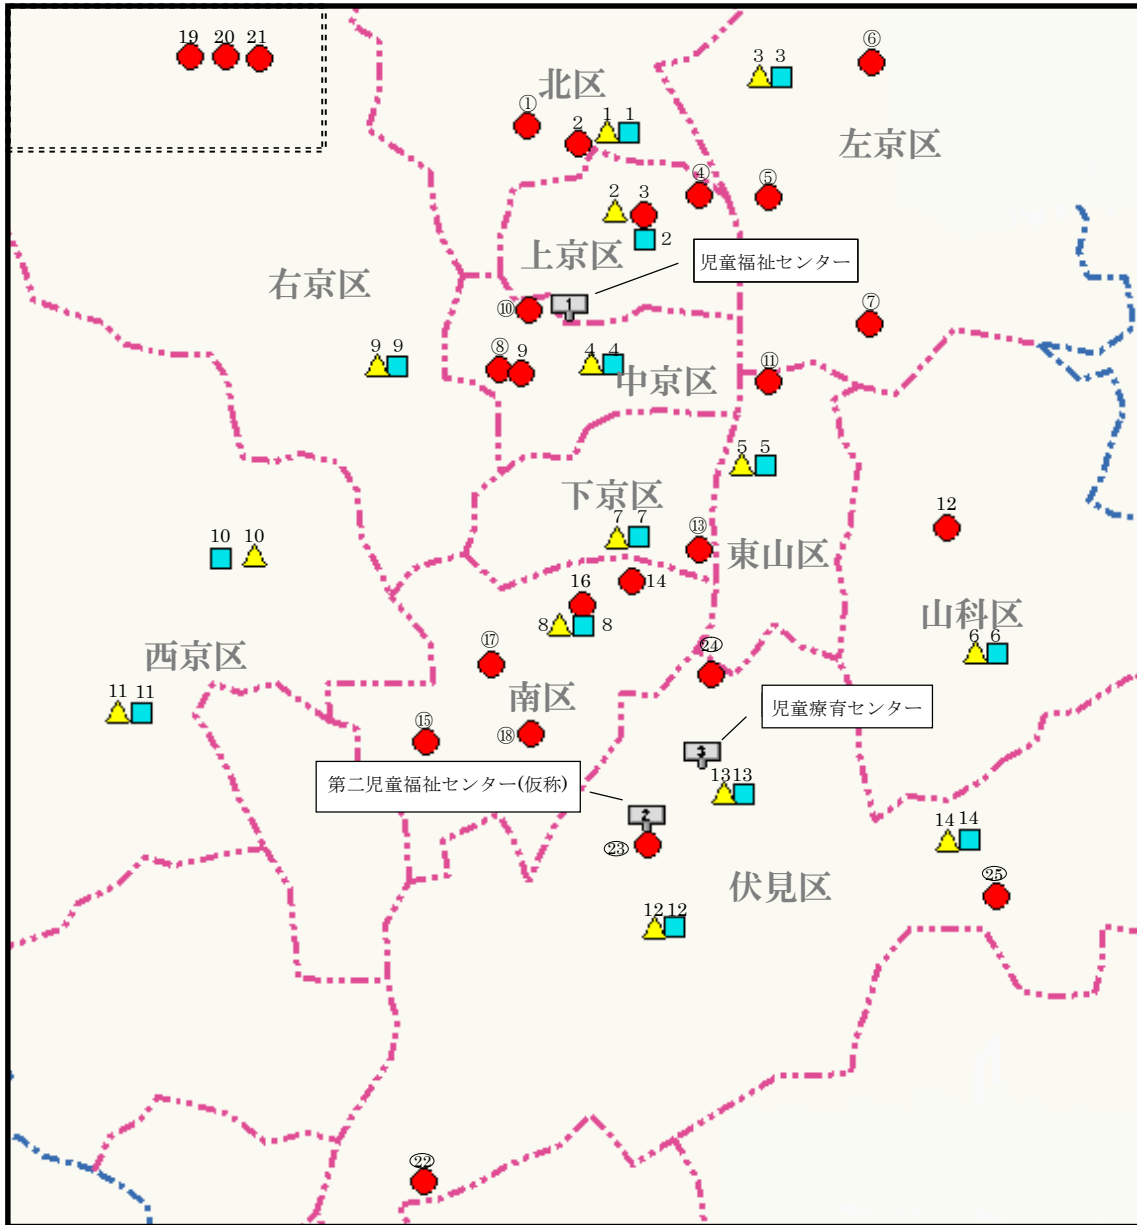 19 20 21
⑥
3 3
北区
①
2
1 1
左京区
④
⑤
2
3
2
上京区
児童福祉センター
右京区
⑩
1
⑦
⑧
9
9 9
4 4
中京区
⑪
5 5
下京区
7 7
⑬
12
東山区
10 10
16
14
8
8
山科区
6 6
西京区
⑰
㉔
南区
児童療育センター
11 11
⑮
⑱
3
第二児童福祉センター(仮称)
13 13
2
㉓
14 14
伏見区
㉕
12 12
㉒